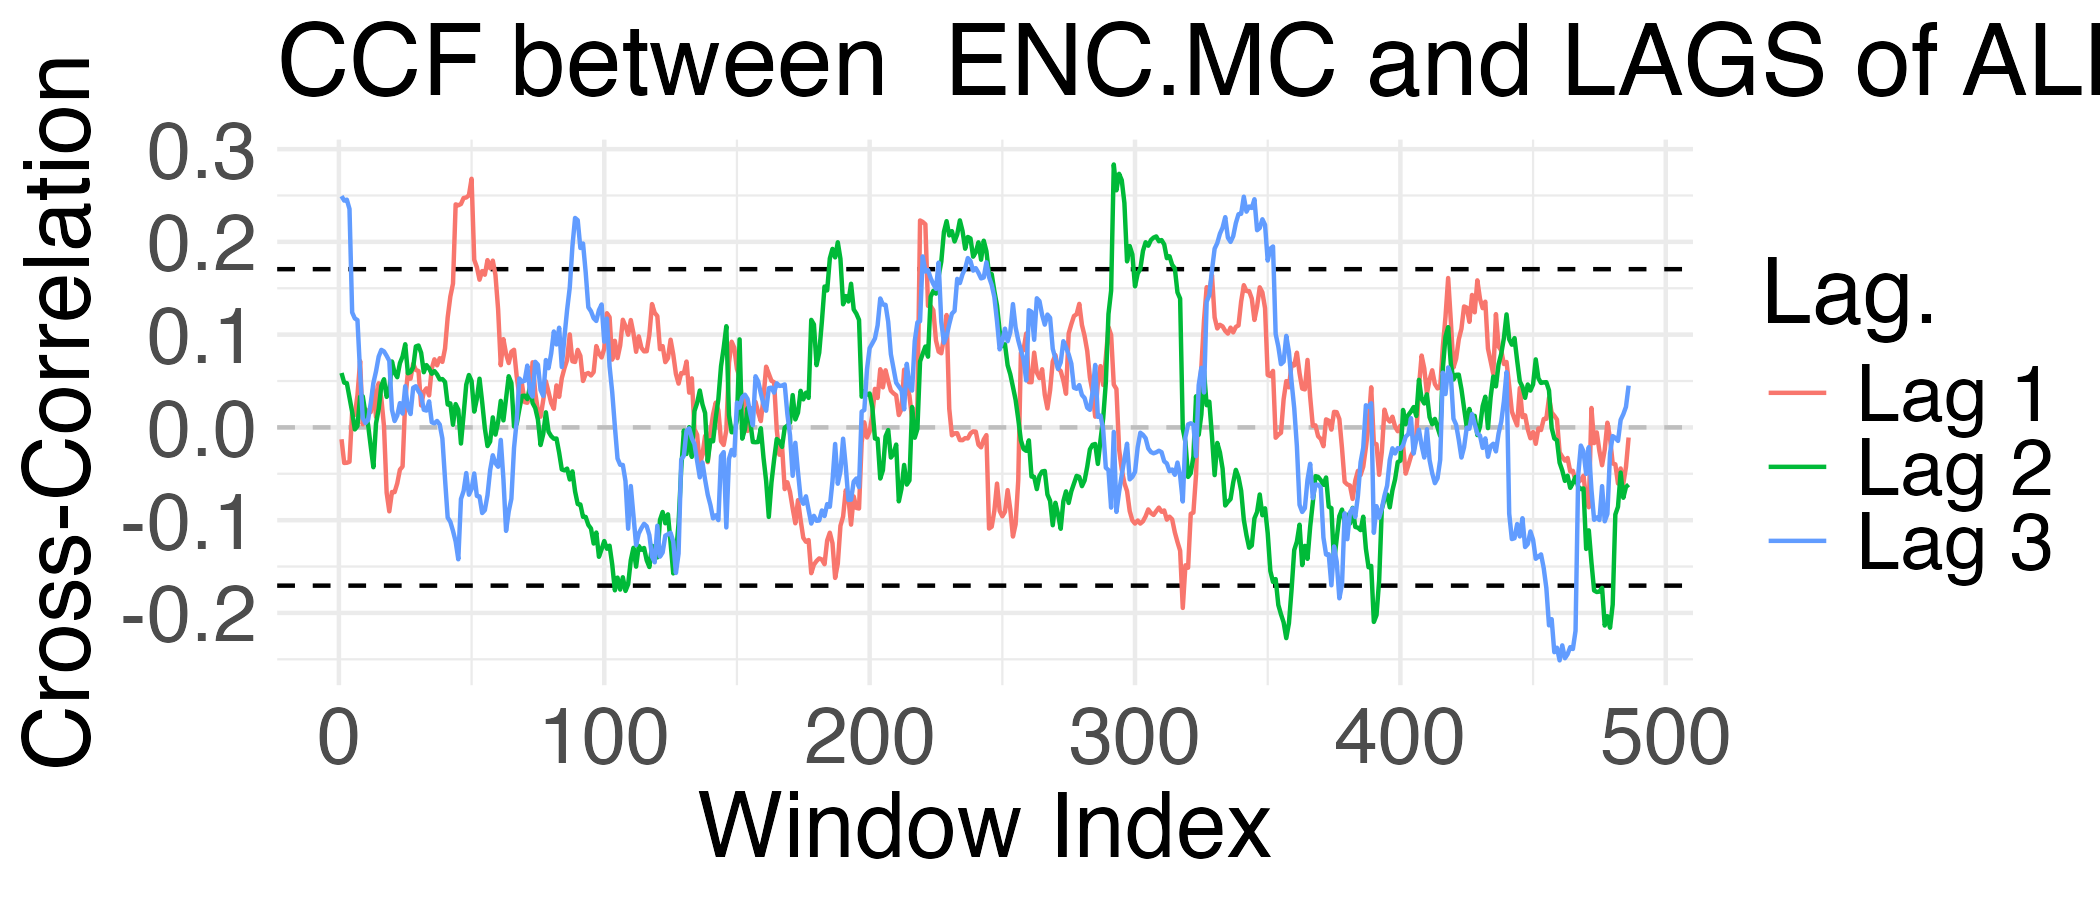 CCF between ENC.MC and LAGS of
Cross-Correlation
0.3
0.2
0.1
0.0
-0.1
-0.2
0 100 200 300 400 500
Window Index
Lag.
Lag 1
Lag 2
Lag 3